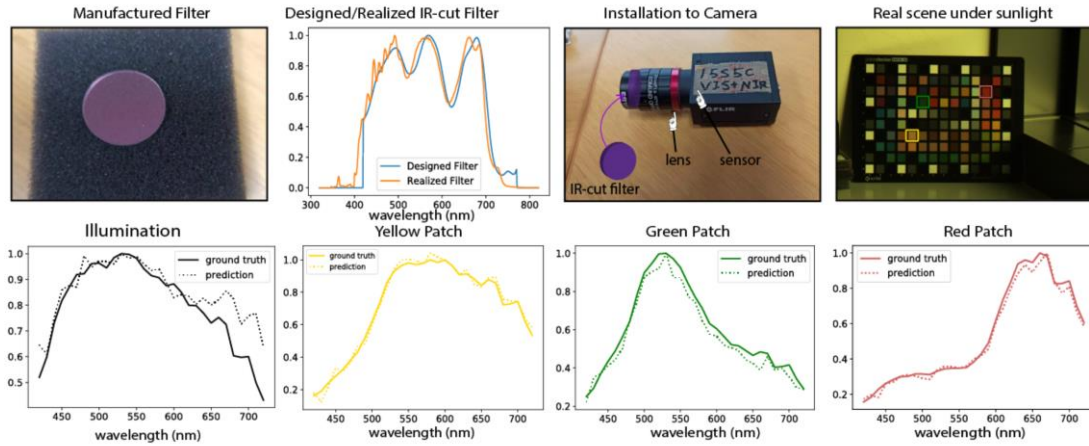 Manufactured Filter
Designed/Realized IR-cut Filter
Installation to Camera
Real scene under sunlight
1.0
0.8
0.6
0.4
0.2
0.0
Designed Filter
Realized Filter
300 400 500 600 700 800
wavelength (nm)
1555C
VIS+NIR
FLIR
lens
sensor
IR-cut filter
Illumination
1.0
0.9
0.8
0.7
0.6
0.5
ground truth
prediction
450 500 550 600 650 700
wavelength (nm)
Yellow Patch
1.0
0.8
0.6
0.4
0.2
ground truth
prediction
450 500 550 600 650 700
wavelength (nm)
Green Patch
1.0
0.8
0.6
0.4
0.2
ground truth
prediction
450 500 550 600 650 700
wavelength (nm)
Red Patch
1.0
0.8
0.6
0.4
0.2
ground truth
prediction
450 500 550 600 650 700
wavelength (nm)